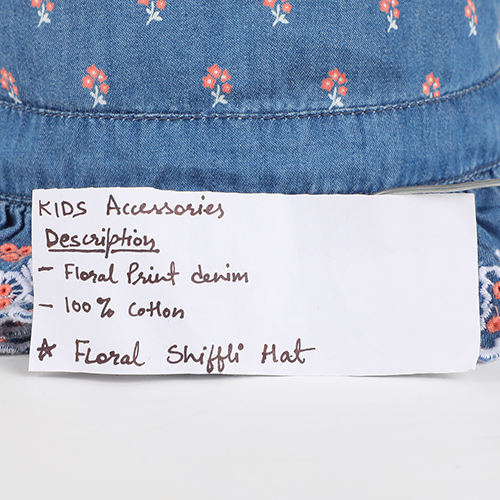 KIDS Accessories
Description
- Floral Print denim
- 100% Cotton
* Floral Shiffli Hat